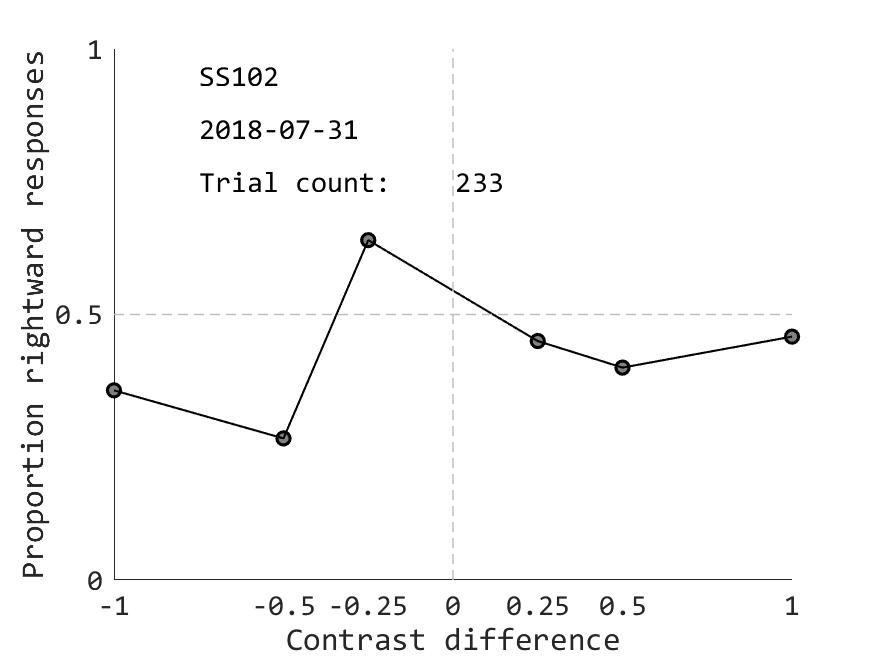 Proportion rightward responses
1
0.5
0
SS102
2018-07-31
Trial count: 233
-1 -0.5 -0.25 0 0.25 0.5 1
Contrast difference